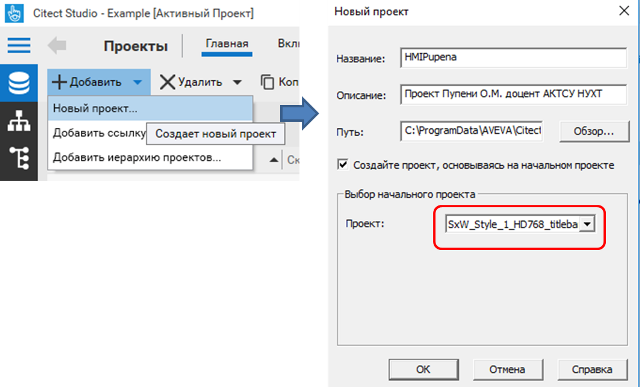 Citect Studio - Example [Активный Проект]
Проекты
Главная
Вклю
Добавить
Удалить
Коп
Новый проект...
Добавить ссылку
Создает новый проект
Добавить иерархию проектов...
Ск
Новый проект
Название:
HMIPupena
Описание:
Проект Пупени О.М. доцент АКТСУ НУХТ
Путь:
C:\ProgramData\AVEVA\Citect
Обзор...
Создайте проект, основываясь на начальном проекте
Выбор начального проекта
Проект:
SxW_Style_1_HD768_titleba
OK
Отмена
Справка